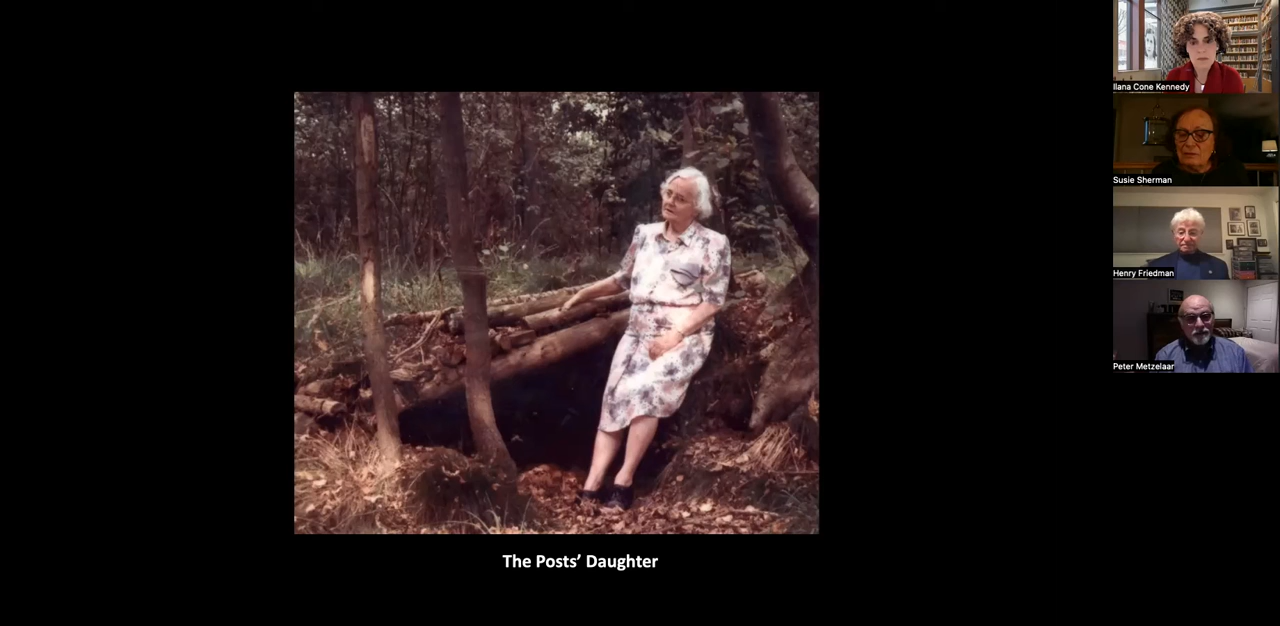 Ilana Cone Kennedy
Susie Sherman
Henry Friedman
Peter Metzelaar
The Posts’ Daughter